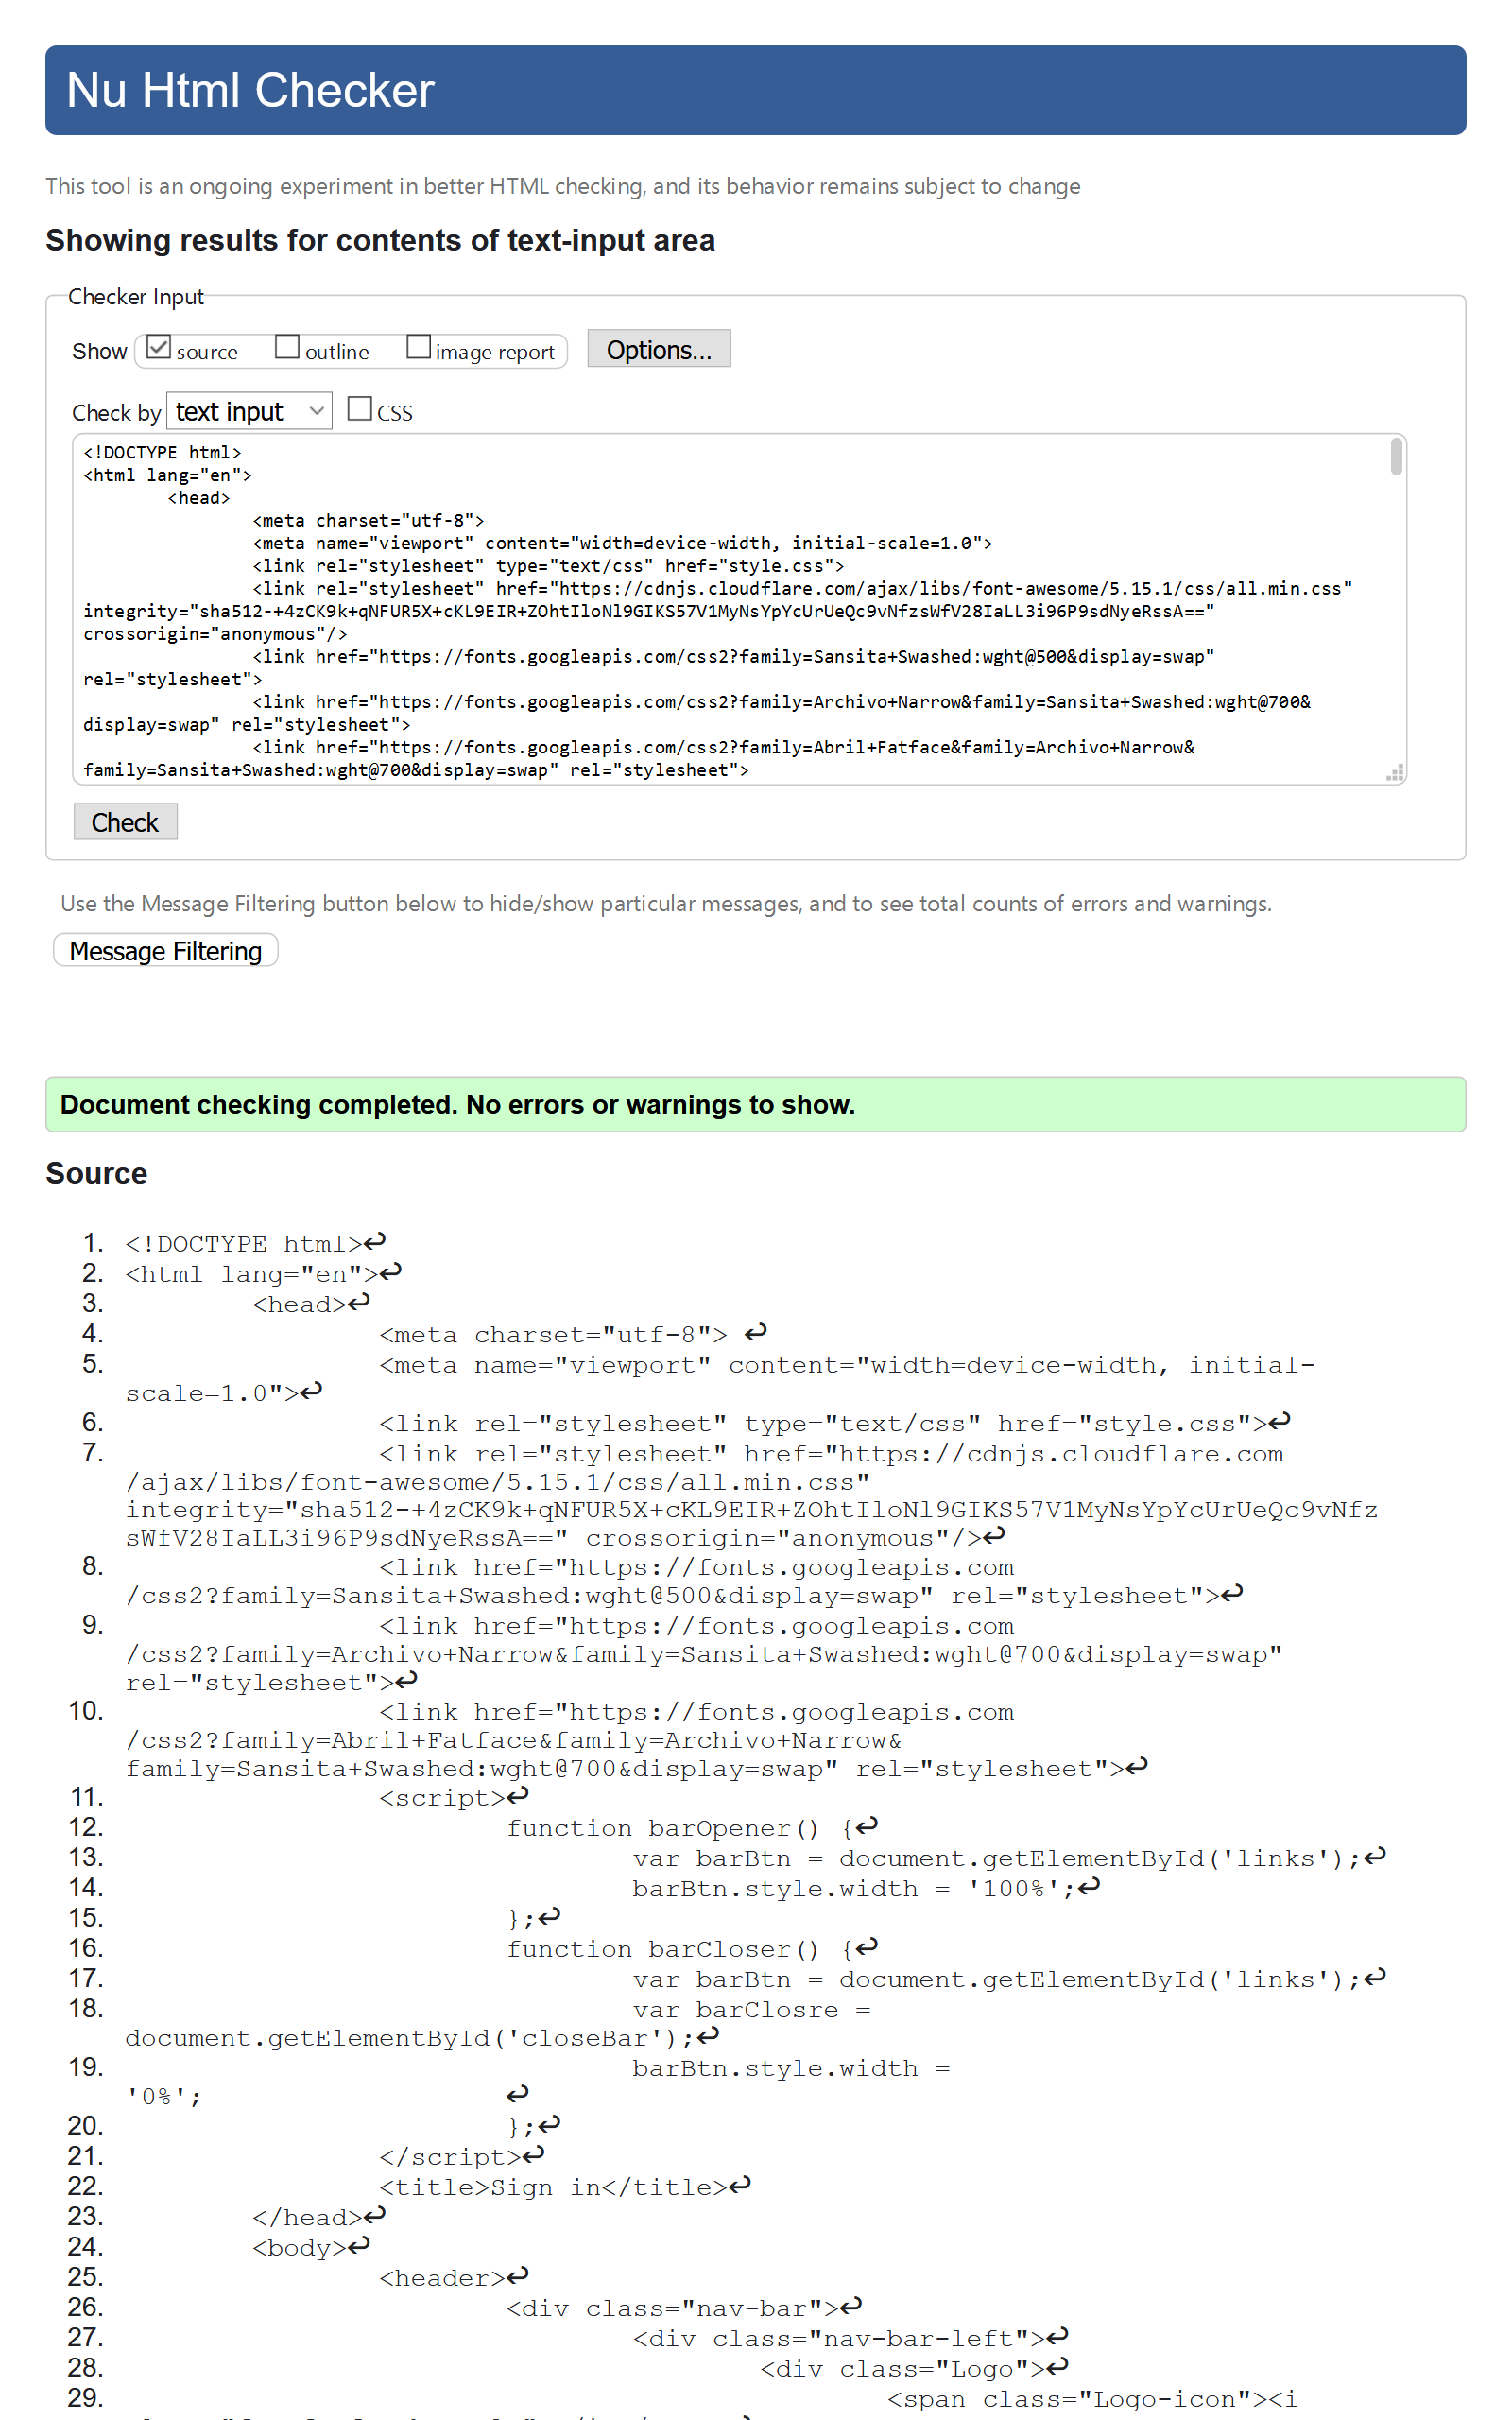 Nu Html Checker
This tool is an ongoing experiment in better HTML checking, and its behavior remains subject to change
Showing results for contents of text-input area
Checker Input
Show source outline image report Options...
Check by text input CSS
<!DOCTYPE html>
<html lang="en">
<head>
<meta charset="utf-8">
<meta name="viewport" content="width=device-width, initial-scale=1.0">
<link rel="stylesheet" type="text/css" href="style.css">
<link rel="stylesheet" href="https://cdnjs.cloudflare.com/ajax/libs/font-awesome/5.15.1/css/all.min.css"
integrity="sha512-+4zCK9k+qNFUR5X+cKL9EIR+ZOhtIloNl9GIKS57V1MyNsYpYcUrUeQc9vNfzsWfV28IaLL3i96P9sdNyeRssA=="
crossorigin="anonymous"/>
<link href="https://fonts.googleapis.com/css2?family=Sansita+Swashed:wght@500&display=swap"
rel="stylesheet">
<link href="https://fonts.googleapis.com/css2?family=Archivo+Narrow&family=Sansita+Swashed:wght@700&
display=swap" rel="stylesheet">
<link href="https://fonts.googleapis.com/css2?family=Abril+Fatface&family=Archivo+Narrow&
family=Sansita+Swashed:wght@700&display=swap" rel="stylesheet">
Check
Use the Message Filtering button below to hide/show particular messages, and to see total counts of errors and warnings.
Message Filtering
Document checking completed. No errors or warnings to show.
Source
1. <!DOCTYPE html>↩
2. <html lang="en">↩
3. <head>↩
4. <meta charset="utf-8"> ↩
5. <meta name="viewport" content="width=device-width, initial-
scale=1.0">↩
6. <link rel="stylesheet" type="text/css" href="style.css">↩
7. <link rel="stylesheet" href="https://cdnjs.cloudflare.com
/ajax/libs/font-awesome/5.15.1/css/all.min.css"
integrity="sha512-+4zCK9k+qNFUR5X+cKL9EIR+ZOhtIloNl9GIKS57V1MyNsYpYcUrUeQc9vNfz
sWfV28IaLL3i96P9sdNyeRssA==" crossorigin="anonymous"/>↩
8. <link href="https://fonts.googleapis.com
/css2?family=Sansita+Swashed:wght@500&display=swap" rel="stylesheet">↩
9. <link href="https://fonts.googleapis.com
/css2?family=Archivo+Narrow&family=Sansita+Swashed:wght@700&display=swap"
rel="stylesheet">↩
10. <link href="https://fonts.googleapis.com
/css2?family=Abril+Fatface&family=Archivo+Narrow&
family=Sansita+Swashed:wght@700&display=swap" rel="stylesheet">↩
11. <script>↩
12. function barOpener() {↩
13. var barBtn = document.getElementById('links');↩
14. barBtn.style.width = '100%';↩
15. };↩
16. function barCloser() {↩
17. var barBtn = document.getElementById('links');↩
18. var barClosre =
document.getElementById('closeBar');↩
19. barBtn.style.width =
'0%'; ↩
20. };↩
21. </script>↩
22. <title>Sign in</title>↩
23. </head>↩
24. <body>↩
25. <header>↩
26. <div class="nav-bar">↩
27. <div class="nav-bar-left">↩
28. <div class="Logo">↩
29. <span class="Logo-icon"><i